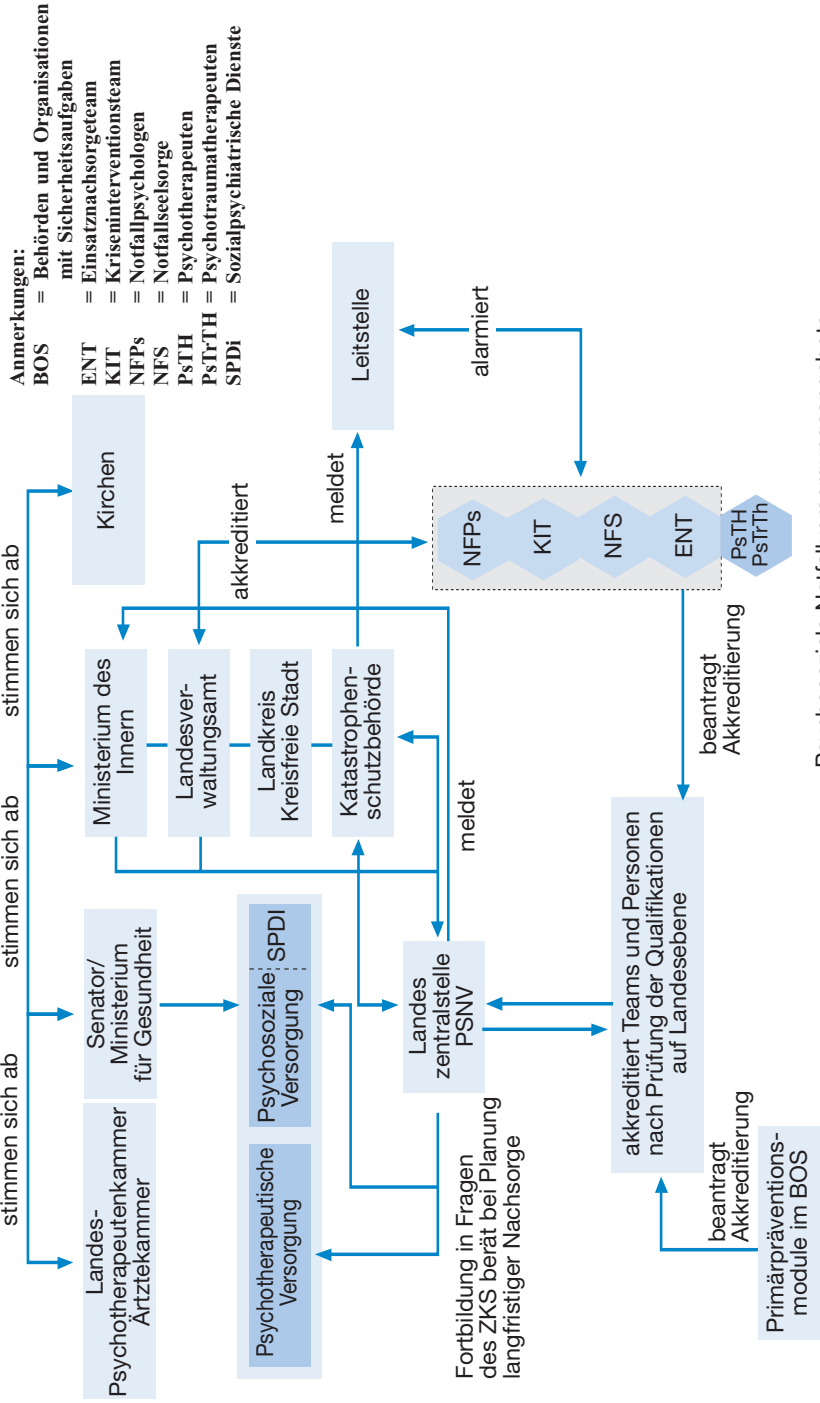 Anmerkungen:
BOS = Behörden und Organisationen
mit Sicherheitsaufgaben
ENT = Einsatznachsorgeteam
KIT = Kriseninterventionsteam
NFPs = Notfallpsychologen
NFS = Notfallseelsorge
PsTH = Psychotherapeuten
PsTrTH = Psychotraumatherapeuten
SPDi = Sozialpsychiatrische Dienste
stimmen sich ab
stimmen sich ab
stimmen sich ab
Landes-
Psychotherapeutenkammer
Ärtztekammer
Senator/
Ministerium
für Gesundheit
Ministerium des
Innern
Kirchen
Landesver-
waltungsamt
akkreditiert
Landkreis
Kreisfreie Stadt
Psychotherapeutische
Versorgung
Psychosoziale
Versorgung
SPDI
Katastrophen-
schutzbehörde
meldet
Leitstelle
meldet
alarmiert
Landes
zentralstelle
PSNV
Fortbildung in Fragen
des ZKS berät bei Planung
langfristiger Nachsorge
NFPs
KIT
NFS
ENT
PsTH
PsTrTh
beantragt
Akkreditierung
akkreditiert Teams und Personen
nach Prüfung der Qualifikationen
auf Landesebene
beantragt
Akkreditierung
Primärpräventions-
module im BOS